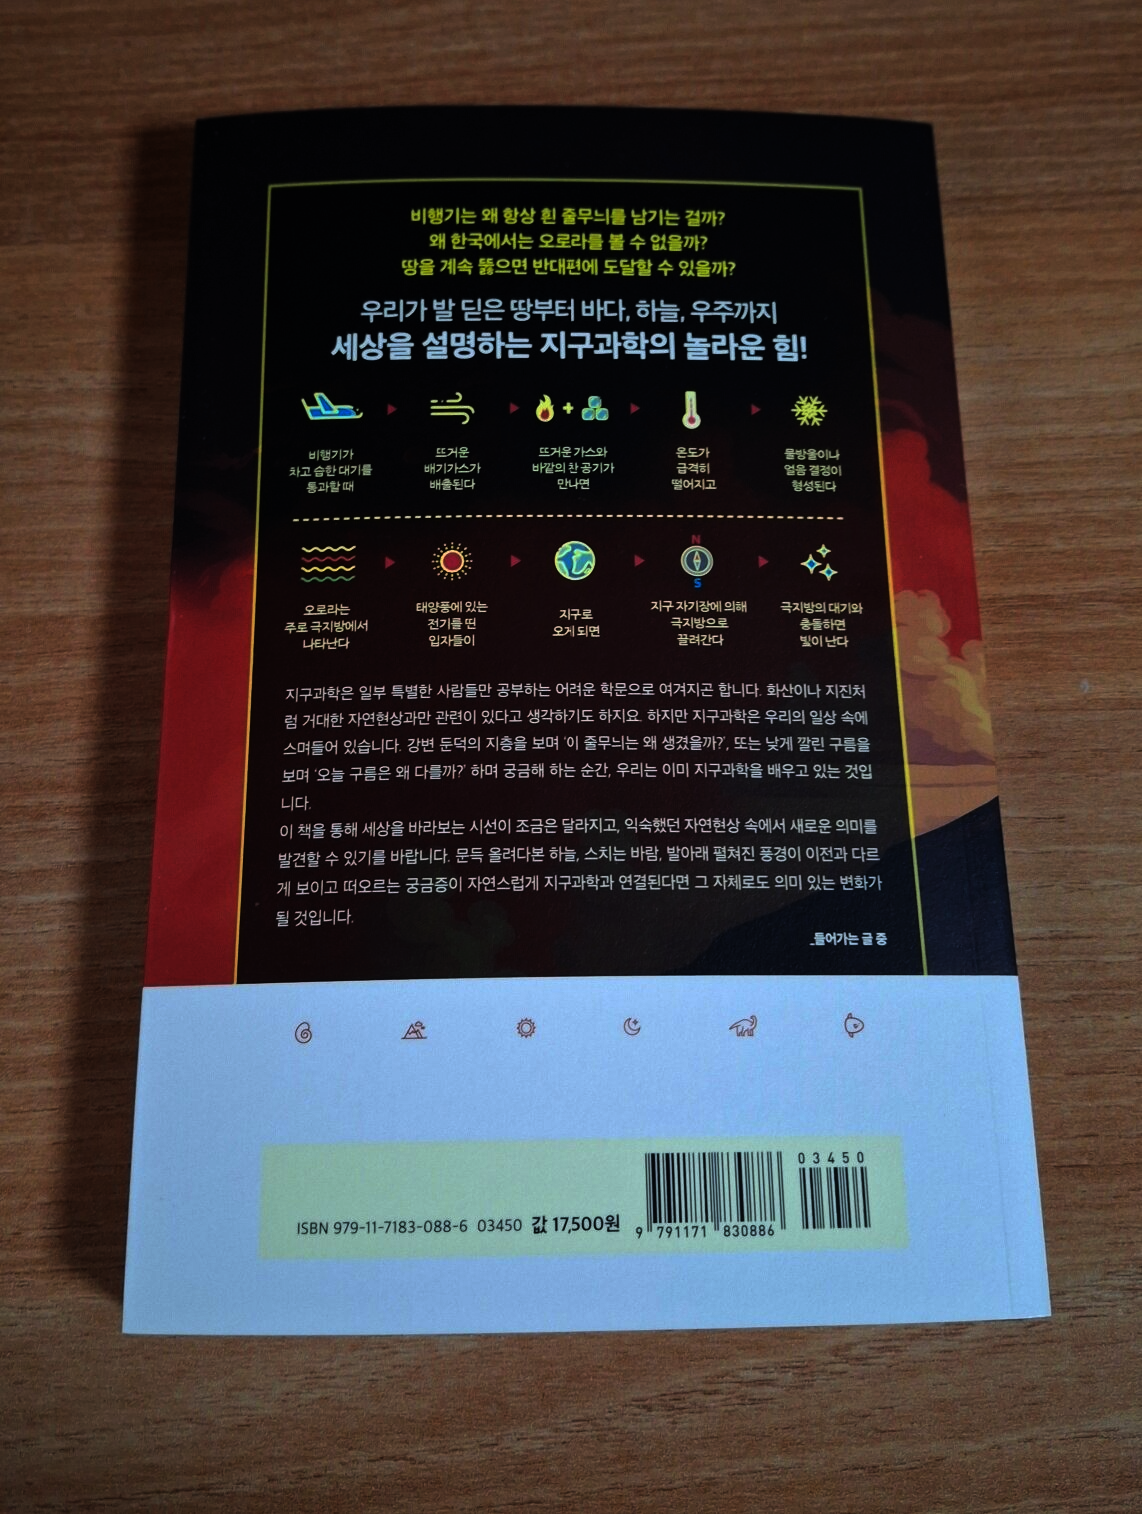 비행기는 왜 항상 흰 줄무늬를 남기는 걸까?
왜 한국에서는 오로라를 볼 수 없을까?
땅을 계속 뚫으면 반대편에 도달할 수 있을까?
우리가 발 딛은 땅부터 바다, 하늘, 우주까지
세상을 설명하는 지구과학의 놀라운 힘!
비행기가
차고 습한 대기를
통과할 때
뜨거운
배기가스가
배출된다
뜨거운 가스와
바깥의 찬 공기가
만나면
온도가
급격히
떨어지고
물방울이나
얼음 결정이
형성된다
오로라는
주로 극지방에서
나타난다
태양풍에 있는
전기를 띤
입자들이
지구로
오게 되면
N
S
지구 자기장에 의해
극지방으로
끌려간다
극지방의 대기와
충돌하면
빛이 난다
지구과학은 일부 특별한 사람들만 공부하는 어려운 학문으로 여겨지곤 합니다. 화산이나 지진처
럼 거대한 자연현상과만 관련이 있다고 생각하기도 하지요. 하지만 지구과학은 우리의 일상 속에
스며들어 있습니다. 강변 둔덕의 지층을 보며 '이 줄무늬는 왜 생겼을까?', 또는 낮게 깔린 구름을
보며 '오늘 구름은 왜 다를까?' 하며 궁금해 하는 순간, 우리는 이미 지구과학을 배우고 있는 것입
니다.
이 책을 통해 세상을 바라보는 시선이 조금은 달라지고, 익숙했던 자연현상 속에서 새로운 의미를
발견할 수 있기를 바랍니다. 문득 올려다본 하늘, 스치는 바람, 발아래 펼쳐진 풍경이 이전과 다르
게 보이고 떠오르는 궁금증이 자연스럽게 지구과학과 연결된다면 그 자체로도 의미 있는 변화가
될 것입니다.
_들어가는 글 중
03450
ISBN 979-11-7183-088-6 03450 값 17,500원
9 791171 830886